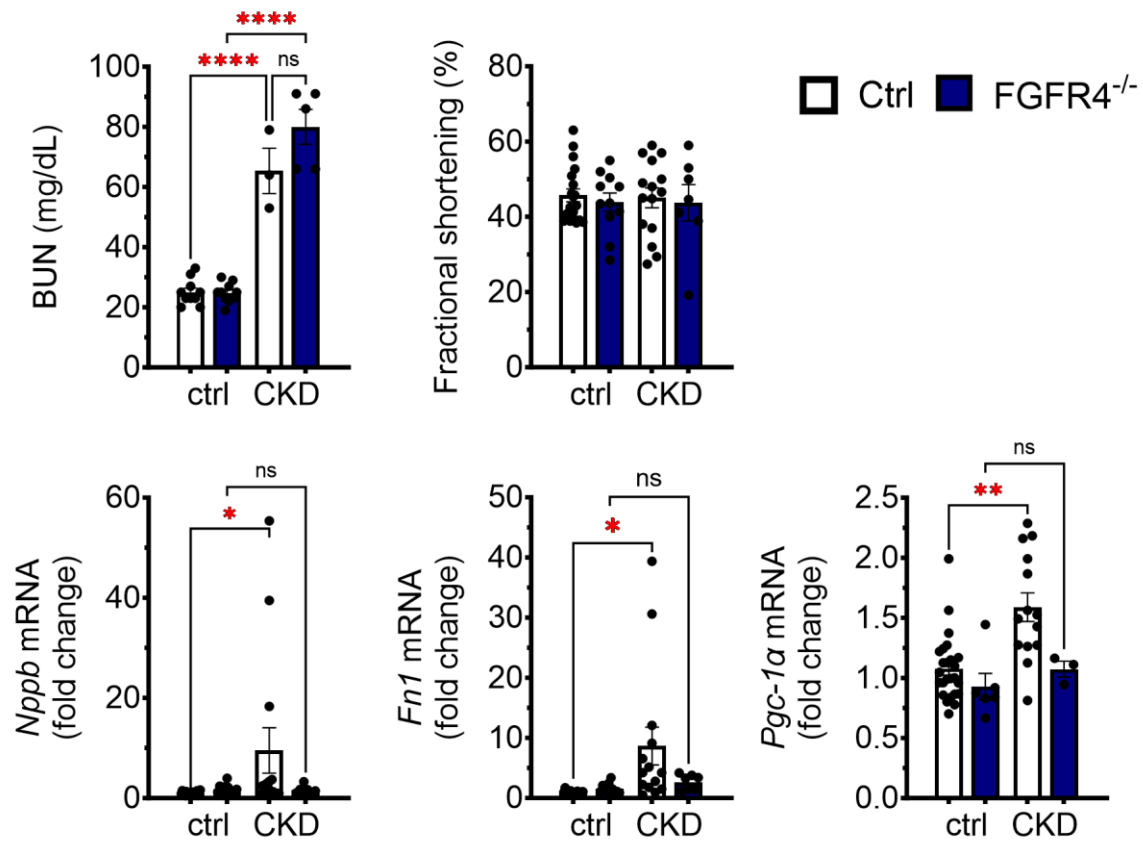 BUN (mg/dL)
100
80
60
40
20
0
****
****
ns
ctrl CKD
Fractional shortening (%)
80
60
40
20
0
ctrl CKD
Ctrl FGFR4-/-
Nppb mRNA
(fold change)
60
40
20
0
*
ns
ctrl CKD
Fn1 mRNA
(fold change)
50
40
30
20
10
0
*
ns
ctrl CKD
Pgc-1α mRNA
(fold change)
2.5
2.0
1.5
1.0
0.5
0.0
**
ns
ctrl CKD